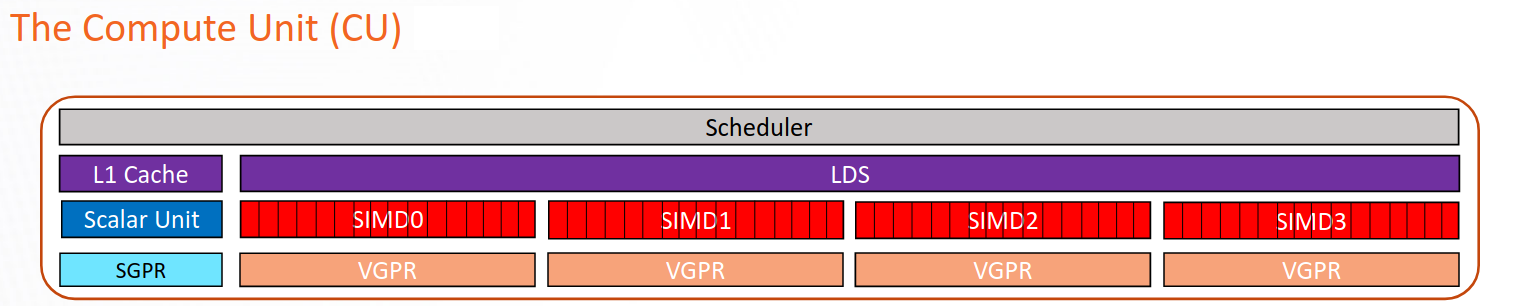 The Compute Unit (CU)
Scheduler
L1 Cache LDS
Scalar Unit SIMD0 SIMD1 SIMD2 SIMD3
SGPR VGPR VGPR VGPR VGPR